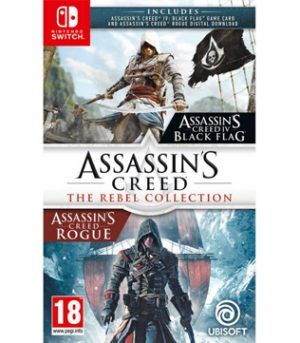 NINTENDO
SWITCH
INCLUDES
ASSASSIN'S CREED® IV: BLACK FLAG® GAME CARD
AND ASSASSIN'S CREED® ROGUE DIGITAL DOWNLOAD
ASSASSIN'S
CREED IV
BLACK FLAG
ASSASSIN'S
CREED
THE REBEL COLLECTION
ASSASSIN'S
CREED
ROGUE
18
www.pegi.info
UBISOFT